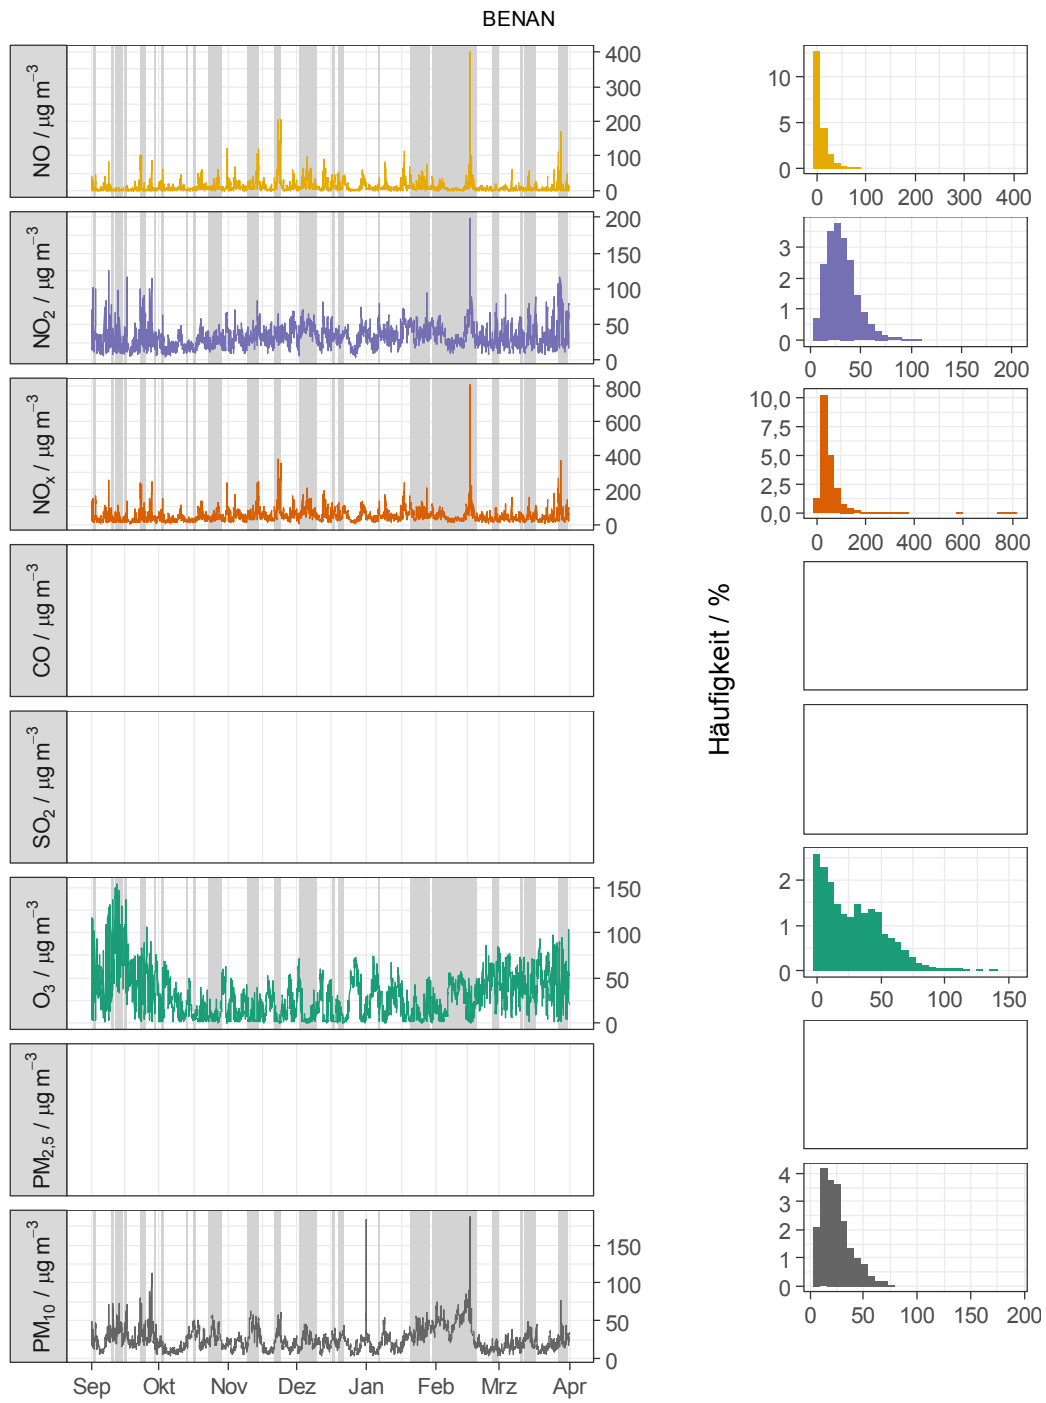 BENAN
NO / µg m⁻³
400
300
200
100
0
10
5
0
0 100 200 300 400
NO₂ / µg m⁻³
200
150
100
50
0
3
2
1
0
0 50 100 150 200
NOₓ / µg m⁻³
800
600
400
200
0
10,0
7,5
5,0
2,5
0,0
0 200 400 600 800
CO / µg m⁻³
SO₂ / µg m⁻³
Häufigkeit / %
O₃ / µg m⁻³
150
100
50
0
2
1
0
0 50 100 150
PM₂,₅ / µg m⁻³
PM₁₀ / µg m⁻³
150
100
50
0
4
3
2
1
0
0 50 100 150 200
Sep Okt Nov Dez Jan Feb Mrz Apr